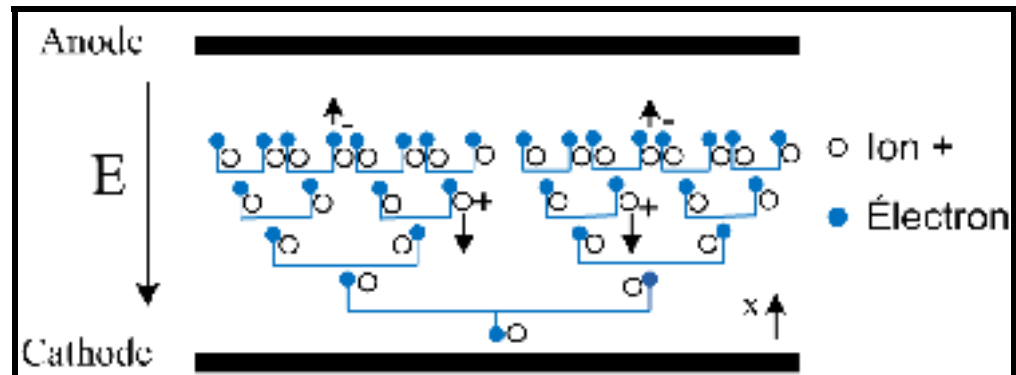 Anode
- -
E
Ion +
+ +
Électron
x
Cathode